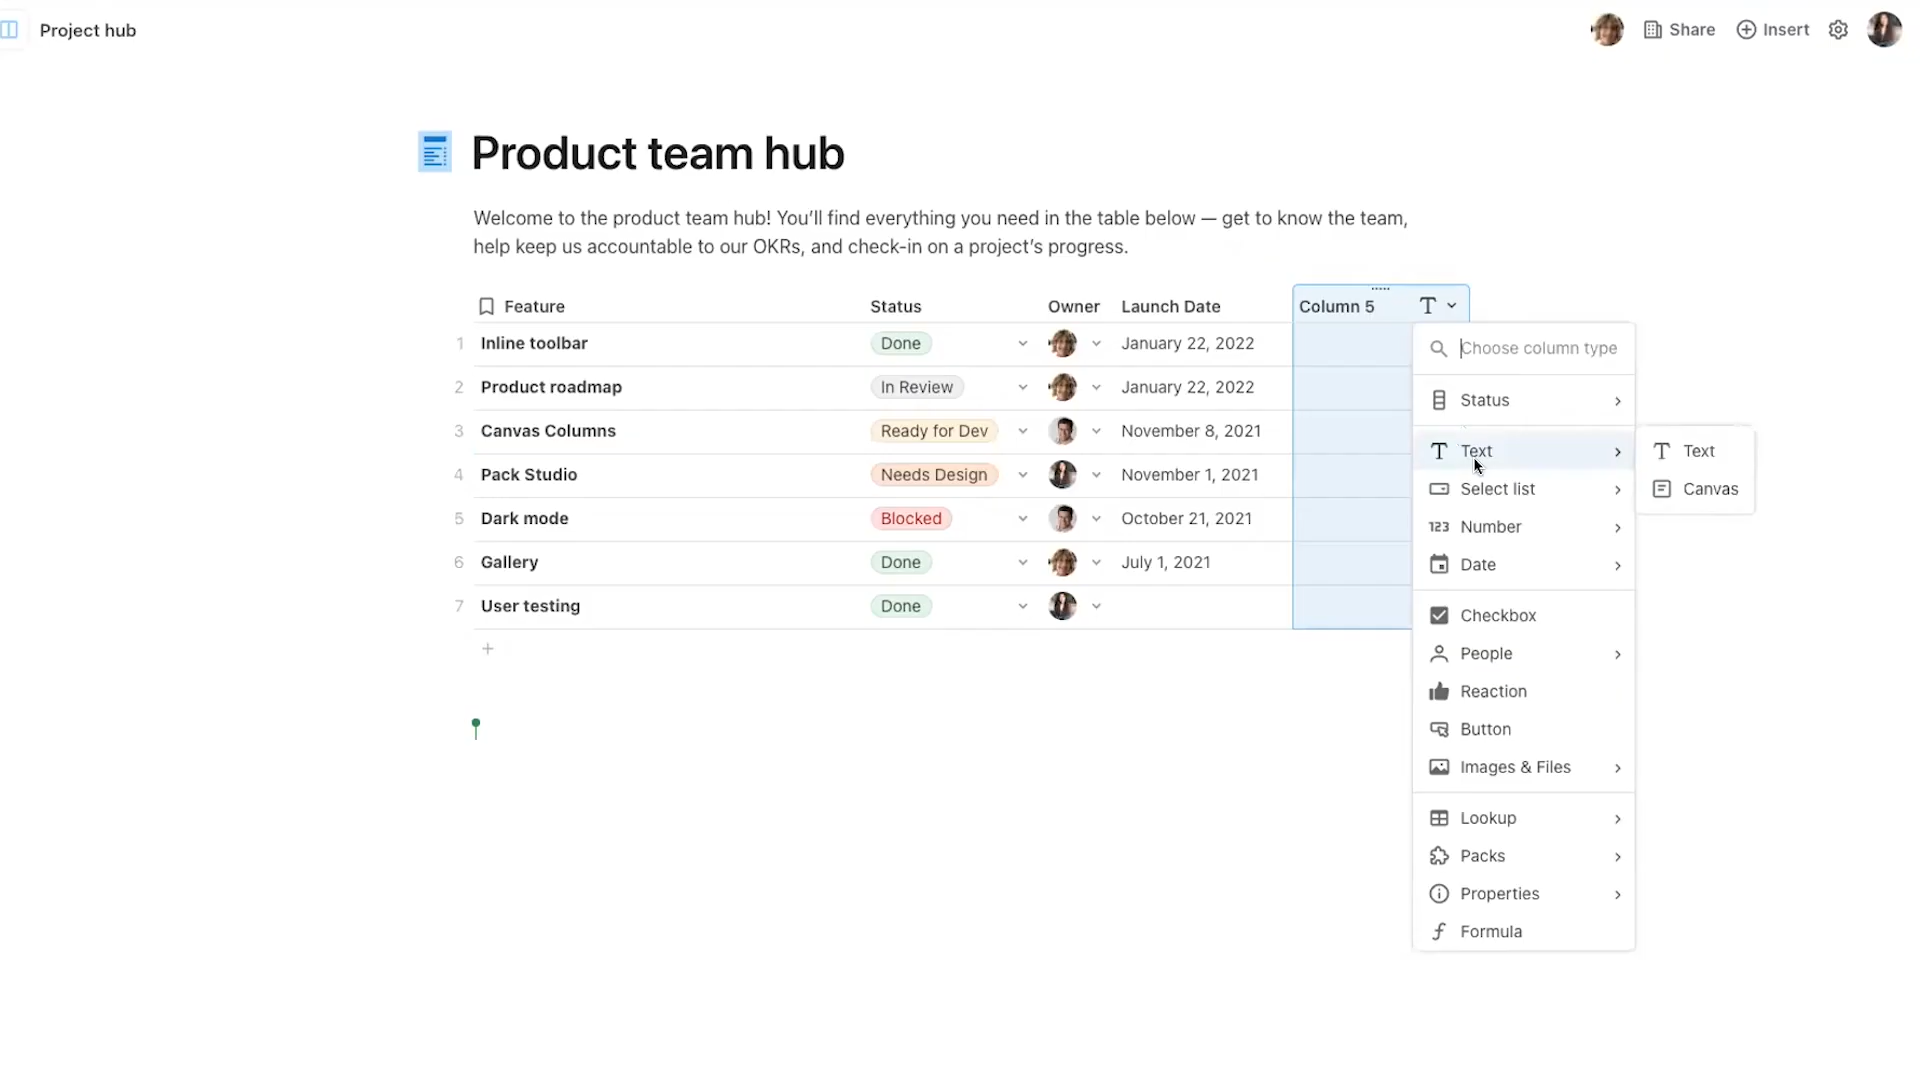 Project hub
Share
Insert
Product team hub
Welcome to the product team hub! You’ll find everything you need in the table below — get to know the team,
help keep us accountable to our OKRs, and check-in on a project’s progress.
Feature Status Owner Launch Date Column 5
1 Inline toolbar Done January 22, 2022
2 Product roadmap In Review January 22, 2022
3 Canvas Columns Ready for Dev November 8, 2021
4 Pack Studio Needs Design November 1, 2021
5 Dark mode Blocked October 21, 2021
6 Gallery Done July 1, 2021
7 User testing Done
Choose column type
Status
Text
Select list
123 Number
Date
Checkbox
People
Reaction
Button
Images & Files
Lookup
Packs
Properties
Formula
Text
Canvas